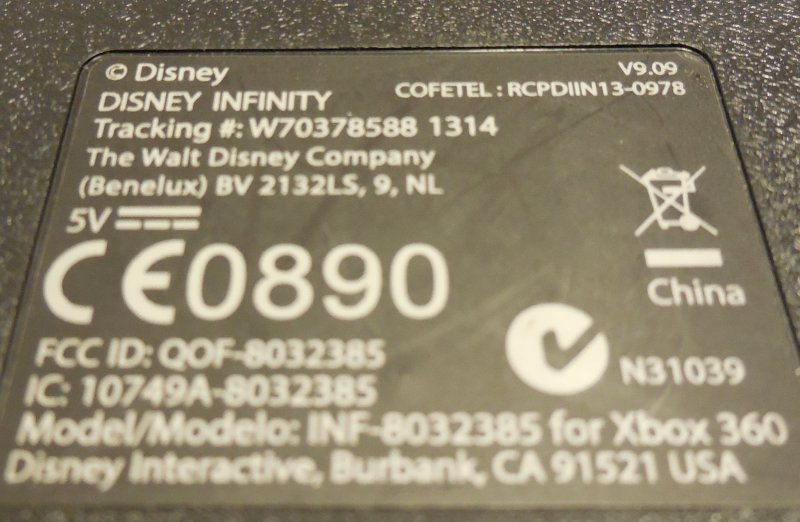 © Disney
V9.09
DISNEY INFINITY
COFETEL : RCPDIIN13-0978
Tracking #: W70378588 1314
The Walt Disney Company
(Benelux) BV 2132LS, 9, NL
5V
CE0890
China
FCC ID: QOF-8032385
IC: 10749A-8032385
N31039
Model/Modelo: INF-8032385 for Xbox 360
Disney Interactive, Burbank, CA 91521 USA